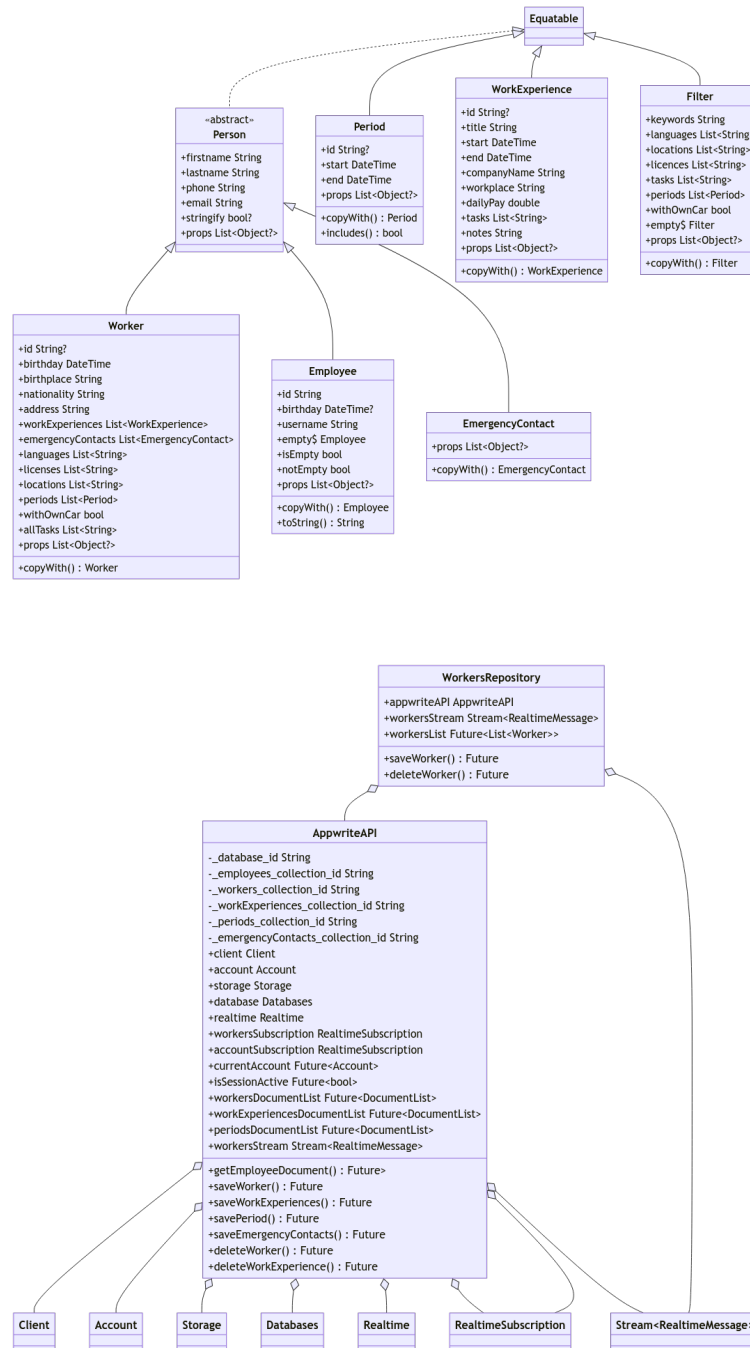 Equatable
«abstract»
Person
+firstname String
+lastname String
+phone String
+email String
+stringify bool?
+props List<Object?>
Period
+id String?
+start DateTime
+end DateTime
+props List<Object?>
+copyWith() : Period
+includes() : bool
WorkExperience
+id String?
+title String
+start DateTime
+end DateTime
+companyName String
+workplace String
+dailyPay double
+tasks List<String>
+notes String
+props List<Object?>
+copyWith() : WorkExperience
Filter
+keywords String
+languages List<String
+locations List<String>
+licences List<String>
+tasks List<String>
+periods List<Period>
+withOwnCar bool
+empty$ Filter
+props List<Object?>
+copyWith() : Filter
Worker
+id String?
+birthday DateTime
+birthplace String
+nationality String
+address String
+workExperiences List<WorkExperience>
+emergencyContacts List<EmergencyContact>
+languages List<String>
+licenses List<String>
+locations List<String>
+periods List<Period>
+withOwnCar bool
+allTasks List<String>
+props List<Object?>
+copyWith() : Worker
Employee
+id String
+birthday DateTime?
+username String
+empty$ Employee
+isEmpty bool
+notEmpty bool
+props List<Object?>
+copyWith() : Employee
+toString() : String
EmergencyContact
+props List<Object?>
+copyWith() : EmergencyContact
WorkersRepository
+appwriteAPI AppwriteAPI
+workersStream Stream<RealtimeMessage>
+workersList Future<List<Worker>>
+saveWorker() : Future
+deleteWorker() : Future
AppwriteAPI
-_database_id String
-_employees_collection_id String
-_workers_collection_id String
-_workExperiences_collection_id String
-_periods_collection_id String
-_emergencyContacts_collection_id String
+client Client
+account Account
+storage Storage
+database Databases
+realtime Realtime
+workersSubscription RealtimeSubscription
+accountSubscription RealtimeSubscription
+currentAccount Future<Account>
+isSessionActive Future<bool>
+workersDocumentList Future<DocumentList>
+workExperiencesDocumentList Future<DocumentList>
+periodsDocumentList Future<DocumentList>
+workersStream Stream<RealtimeMessage>
+getEmployeeDocument() : Future>
+saveWorker() : Future
+saveWorkExperiences() : Future
+savePeriod() : Future
+saveEmergencyContacts() : Future
+deleteWorker() : Future
+deleteWorkExperience() : Future
Client
Account
Storage
Databases
Realtime
RealtimeSubscription
Stream<RealtimeMessage>